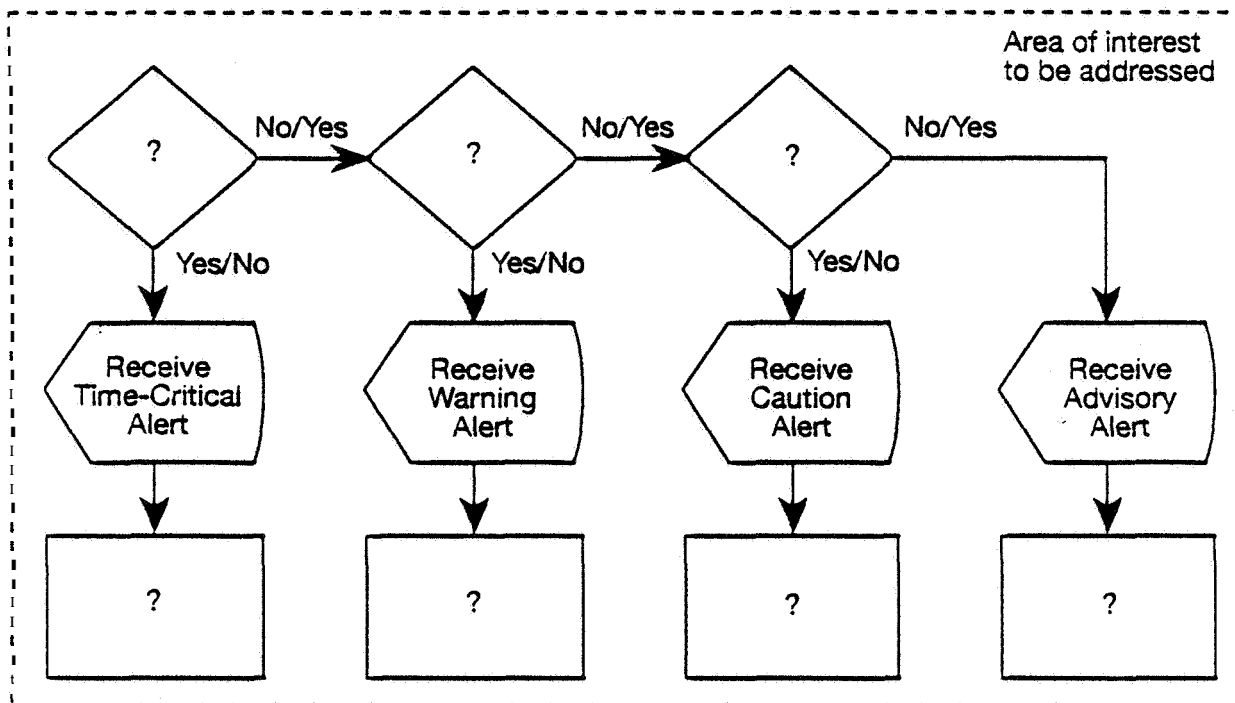 Area of interest
to be addressed
?
No/Yes
?
No/Yes
?
No/Yes
Yes/No
Yes/No
Yes/No
Receive
Time-Critical
Alert
Receive
Warning
Alert
Receive
Caution
Alert
Receive
Advisory
Alert
?
?
?
?